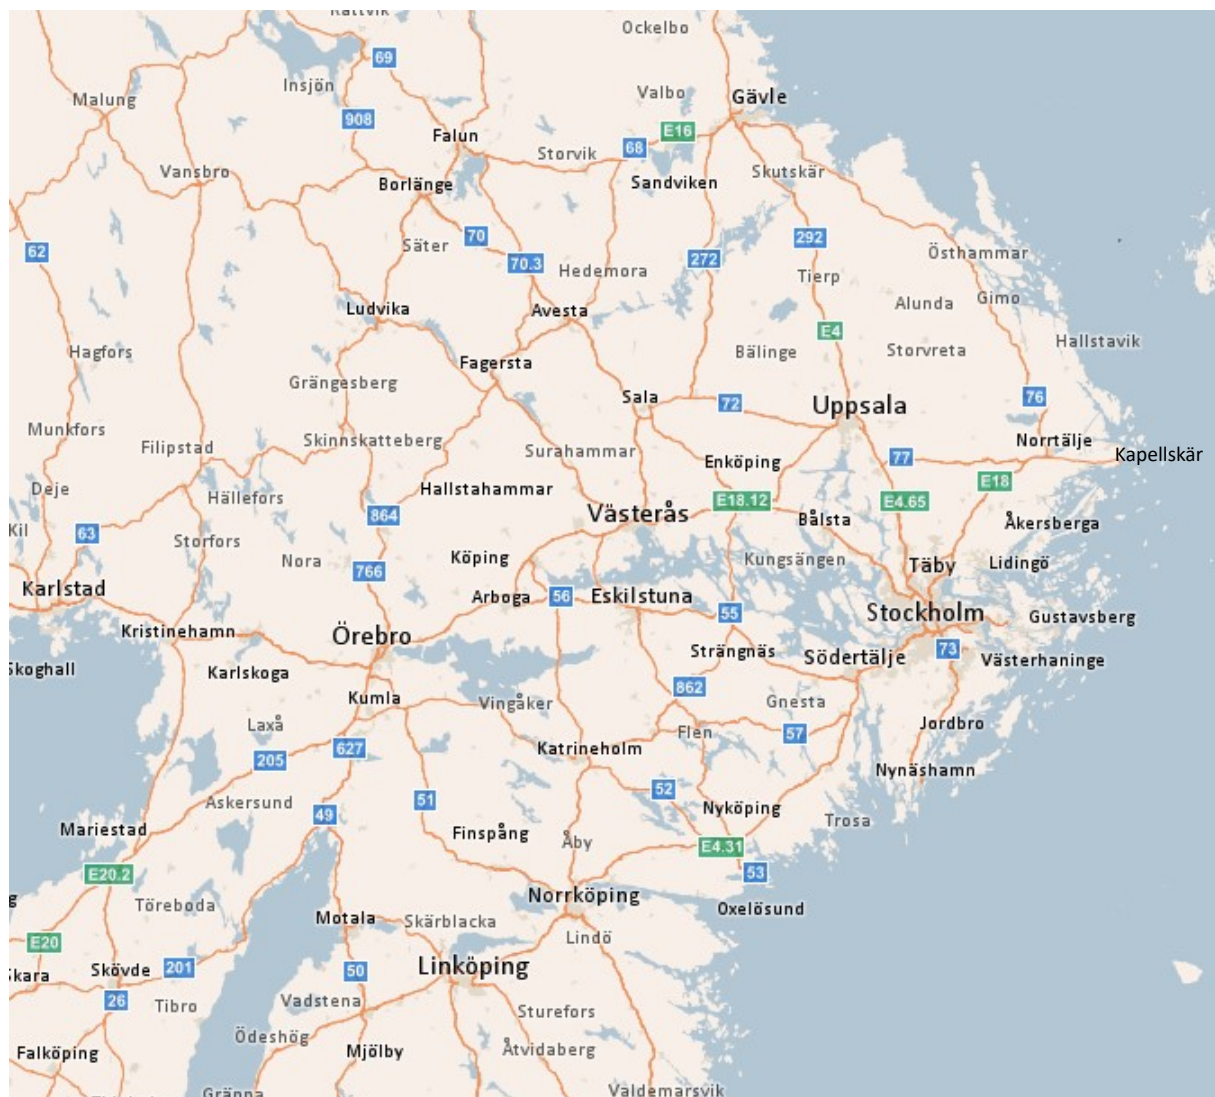 Ockelbo
69
Insjön
Valbo
Gävle
Malung
908
E16
Falun
68
Storvik
Vansbro
Skutskär
Borlänge
Sandviken
70
292
Säter
62
Östhammar
272
70.3
Hedemora
Tierp
Gimo
Alunda
Ludvika
Avesta
E4
Hallstavik
Hagfors
Bälinge
Storvreta
Fagersta
Grängesberg
76
Sala
72
Uppsala
Munkfors
Skinnskatteberg
Norrtälje
Filipstad
Surahammar
Kapellskär
77
Enköping
E18
Deje
Hallstahammar
Hällefors
E18.12
E4.65
864
Västerås
Bålsta
Åkersberga
Kil
63
Storfors
Köping
Kungsängen
Nora
Täby
Lidingö
766
Karlstad
Arboga
56
Eskilstuna
55
Stockholm
Gustavsberg
Kristinehamn
Örebro
73
Strängnäs
Södertälje
Västerhaninge
Skoghall
Karlskoga
862
Kumla
Vingåker
Gnesta
Laxå
Flen
57
Jordbro
627
Katrineholm
205
Nynäshamn
52
Askersund
51
49
Nyköping
Trosa
Mariestad
Finspång
Åby
E4.31
E20.2
53
Norrköping
Töreboda
Oxelösund
Motala
Skärblacka
E20
Lindö
Linköping
Skövde
201
50
Skara
26
Tibro
Vadstena
Sturefors
Ödeshög
Falköping
Mjölby
Åtvidaberg
Valdemarsvik